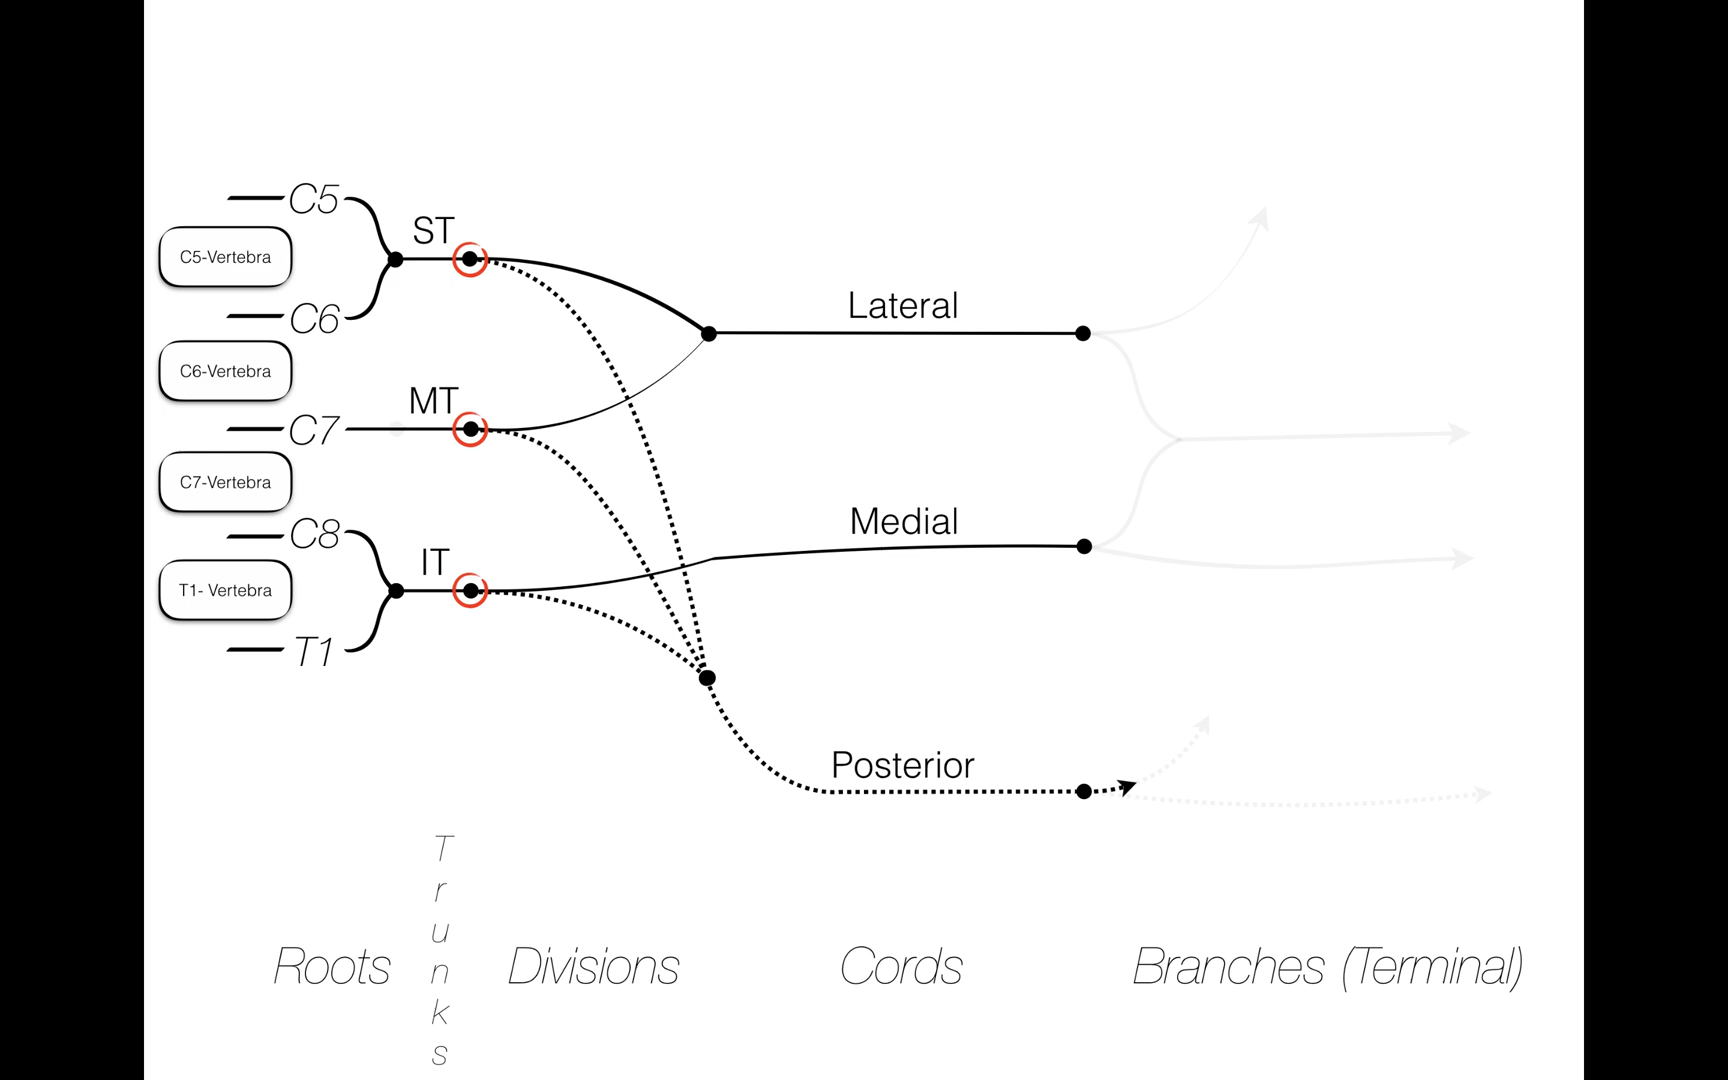 C5
ST
C5-Vertebra
Lateral
C6
C6-Vertebra
MT
C7
C7-Vertebra
Medial
C8
IT
T1- Vertebra
T1
Posterior
Trunks
Roots
Divisions
Cords
Branches (Terminal)